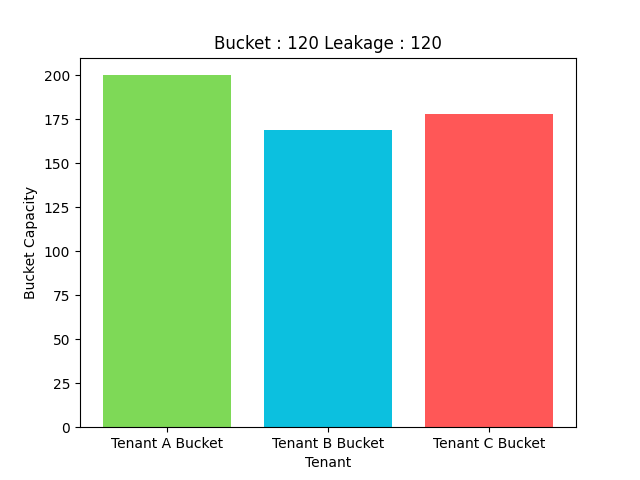 Bucket : 120 Leakage : 120
200
175
150
125
100
75
50
25
0
Bucket Capacity
Tenant A Bucket Tenant B Bucket Tenant C Bucket
Tenant